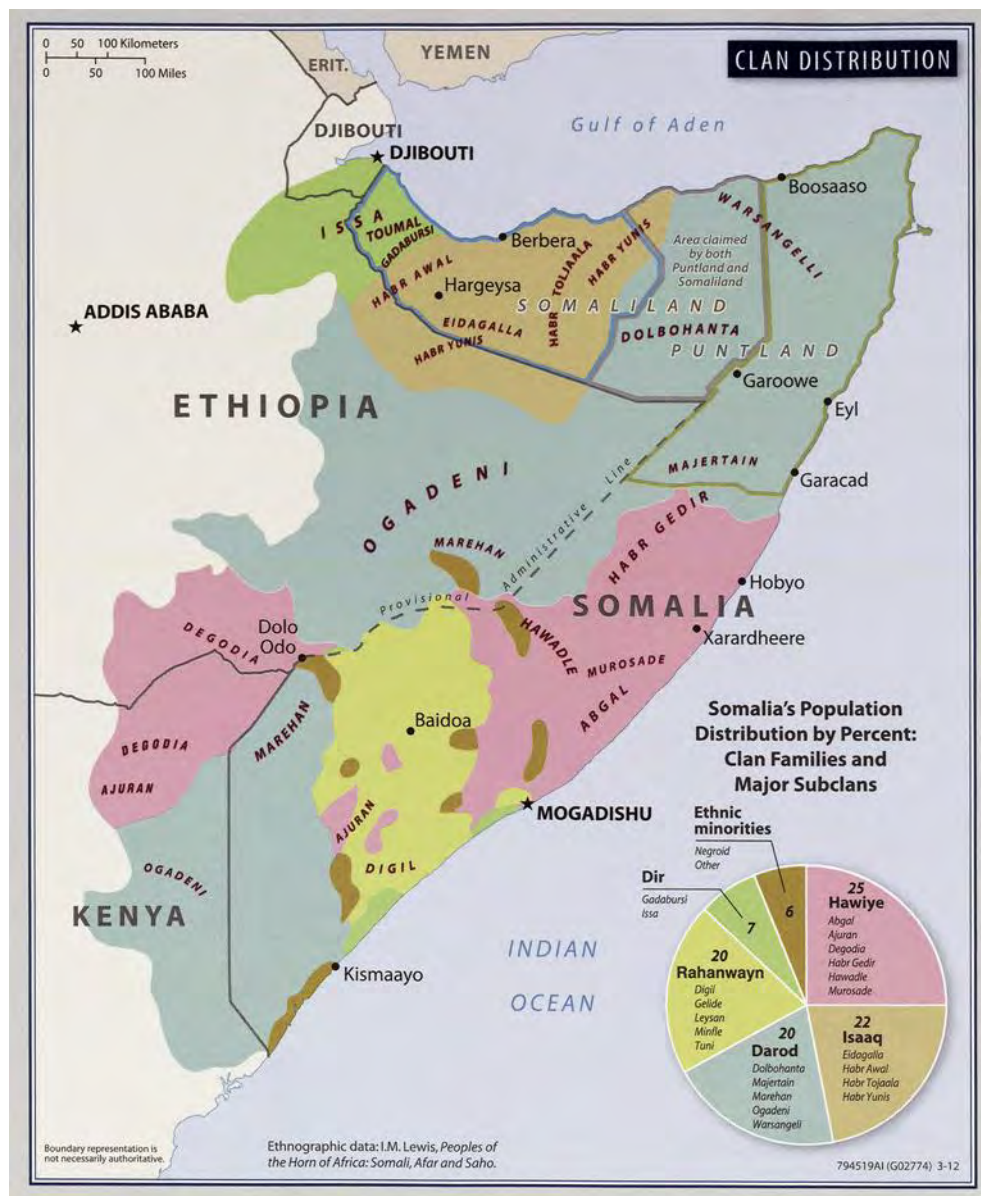 0 50 100 Kilometers
0 50 100 Miles
CLAN DISTRIBUTION
ERIT.
YEMEN
DJIBOUTI
DJIBOUTI
Gulf of Aden
Boosaaso
ISSA
TOUMAL
GADABURSI
WARSANGELLI
Berbera
HABR AWAL
HABR TOLJAALA
HABR YUNIS
Area claimed
by both
Puntland and
Somaliland
Hargeysa
SOMALILAND
ADDIS ABABA
EIDAGALLA
HABR YUNIS
DOLBOHANTA
PUNTLAND
Garoowe
ETHIOPIA
Eyl
MAJERTAIN
Garacad
OGADENI
Provisional Administrative Line
MAREHAN
HABR GEDIR
Hobyo
SOMALIA
DEGODIA
Dolo
Odo
HAWADLE
Xarardheere
MUROSADE
ABGAL
MAREHAN
Baidoa
DEGODIA
AJURAN
AJURAN
MOGADISHU
DIGIL
OGADENI
KENYA
Kismaayo
INDIAN
OCEAN
Somalia's Population
Distribution by Percent:
Clan Families and
Major Subclans
Ethnic
minorities
Negroid
Other
6
Dir
Gadabursi
Issa
7
25
Hawiye
Abgal
Ajuran
Degodia
Habr Gedir
Hawadle
Murosade
20
Rahanwayn
Digil
Gelide
Leysan
Minfle
Tuni
22
Isaaq
Eidagalla
Habr Awal
Habr Tojaala
Habr Yunis
20
Darod
Dolbohanta
Majertain
Marehan
Ogadeni
Warsangeli
Boundary representation is
not necessarily authoritative.
Ethnographic data: I.M. Lewis, Peoples of
the Horn of Africa: Somali, Afar and Saho.
794519AI (G02774) 3-12